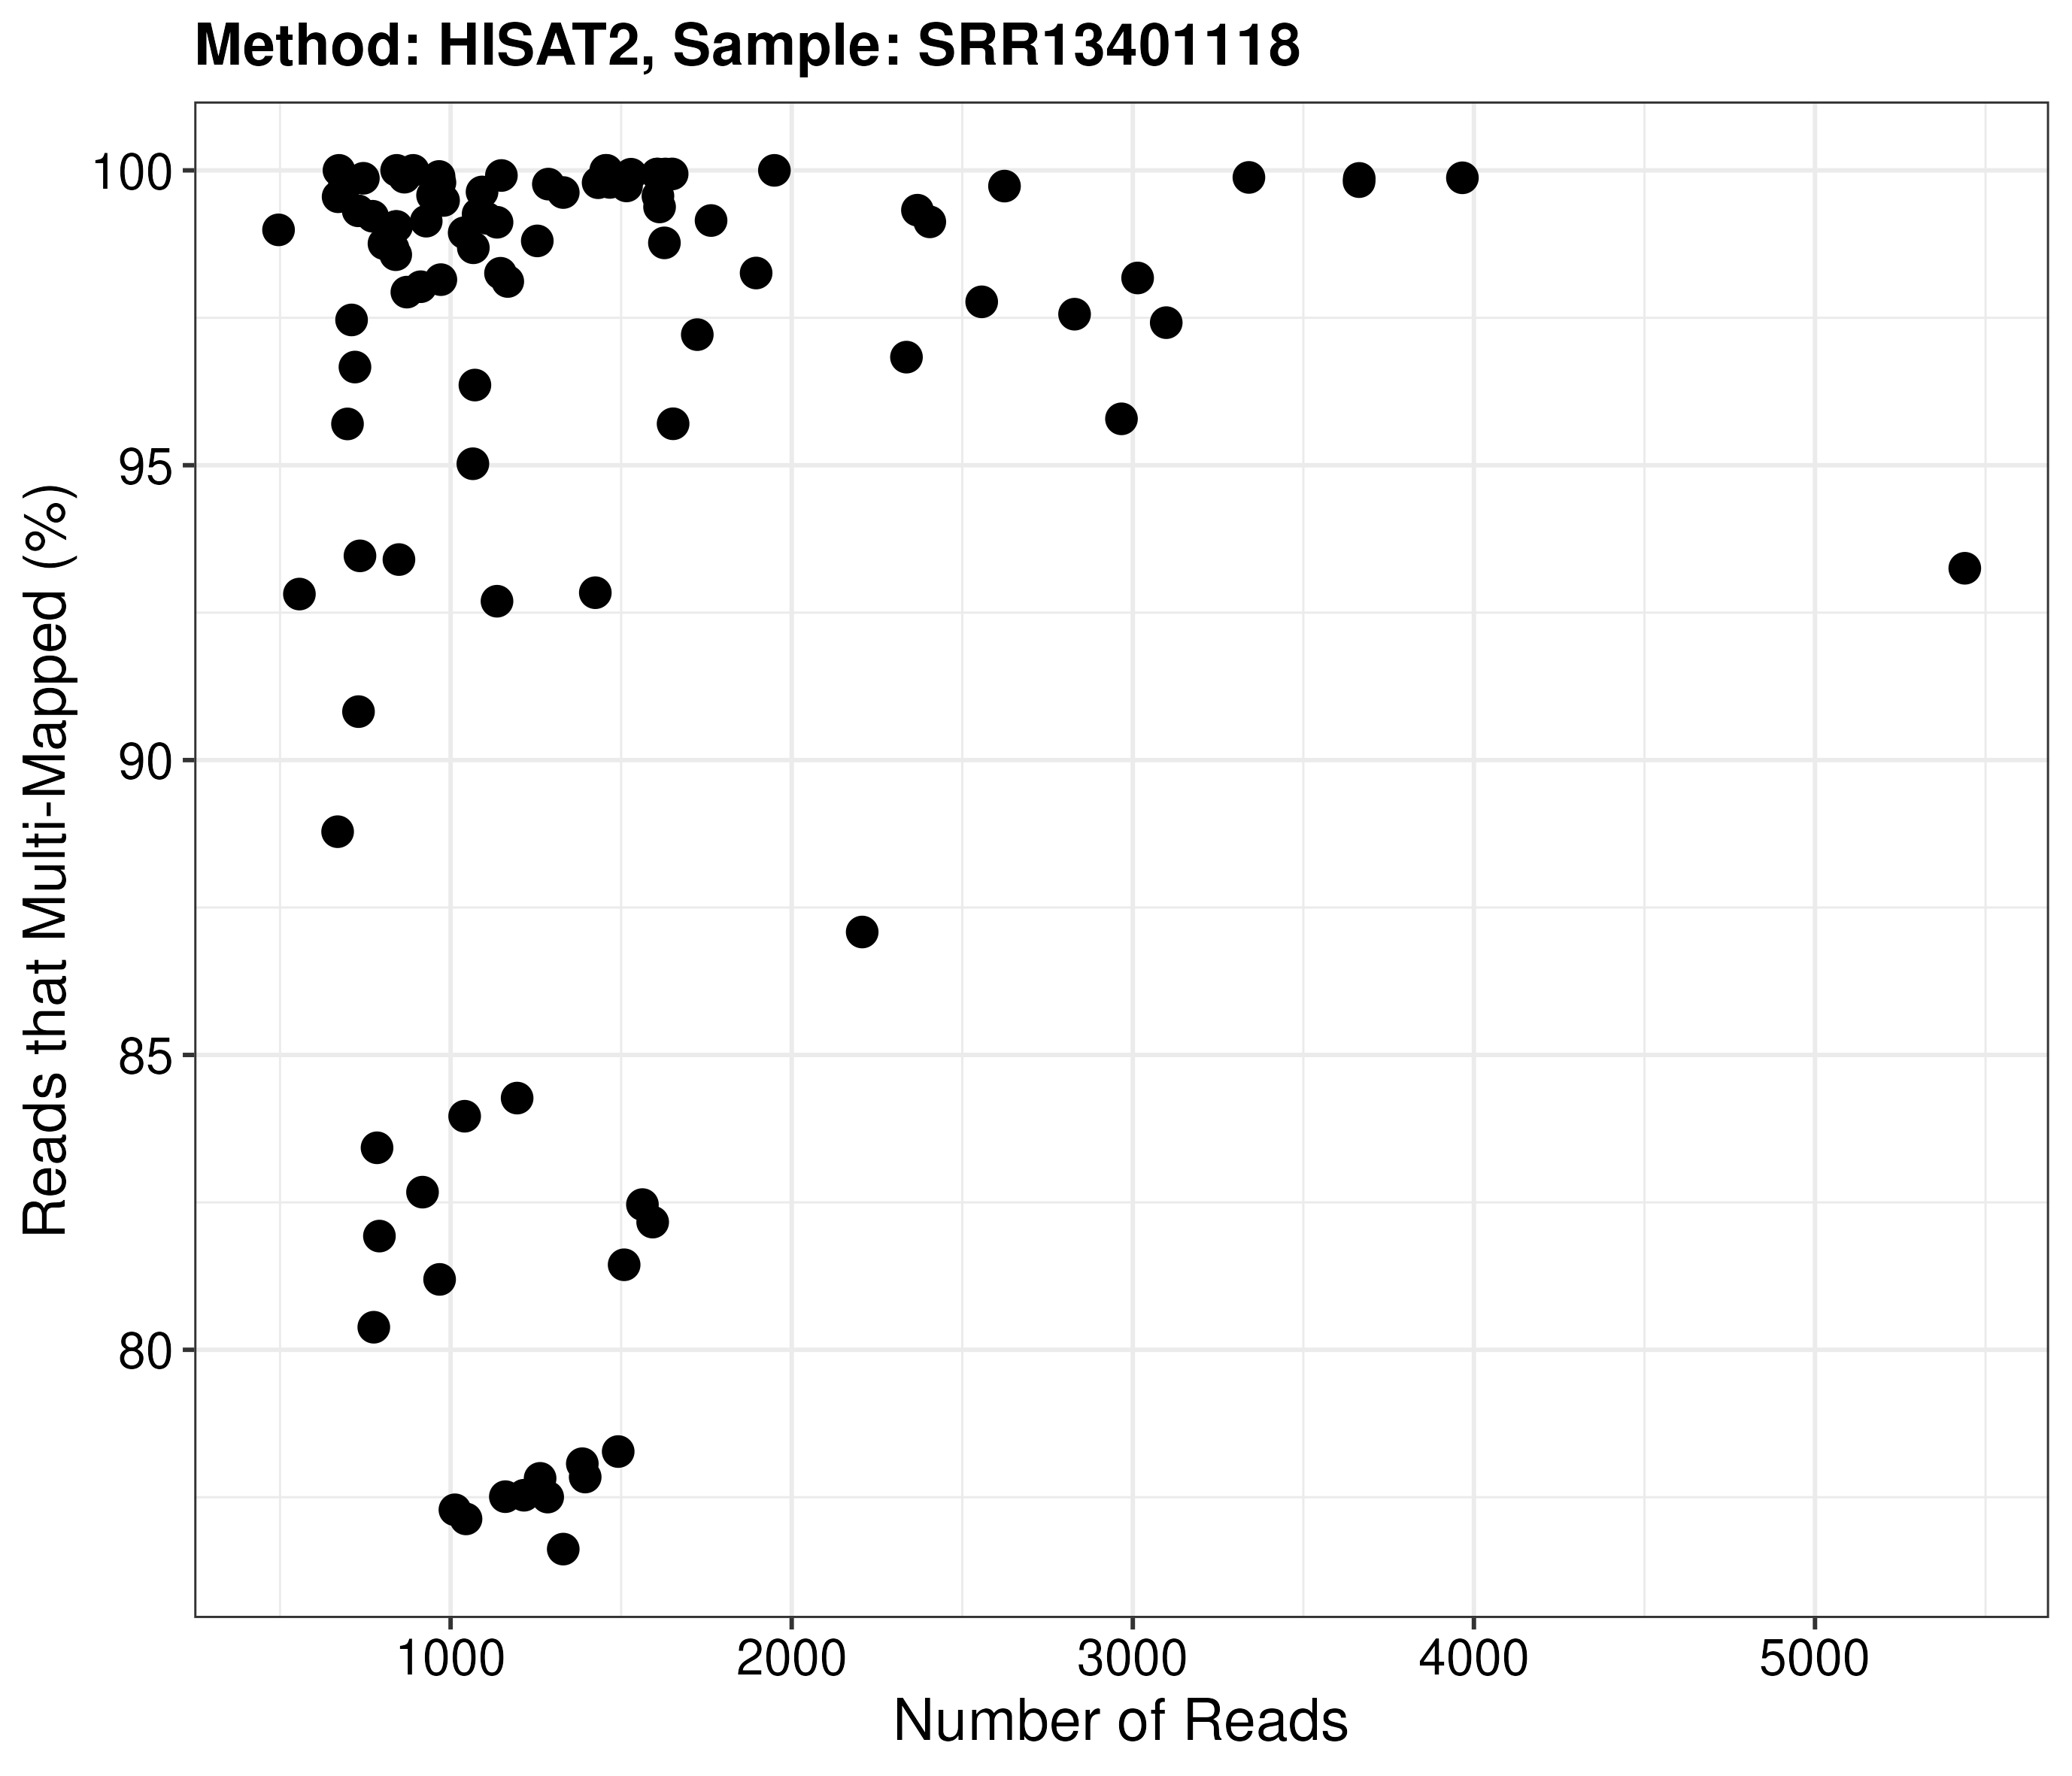 Method: HISAT2, Sample: SRR13401118
Reads that Multi-Mapped (%)
100
95
90
85
80
1000 2000 3000 4000 5000
Number of Reads